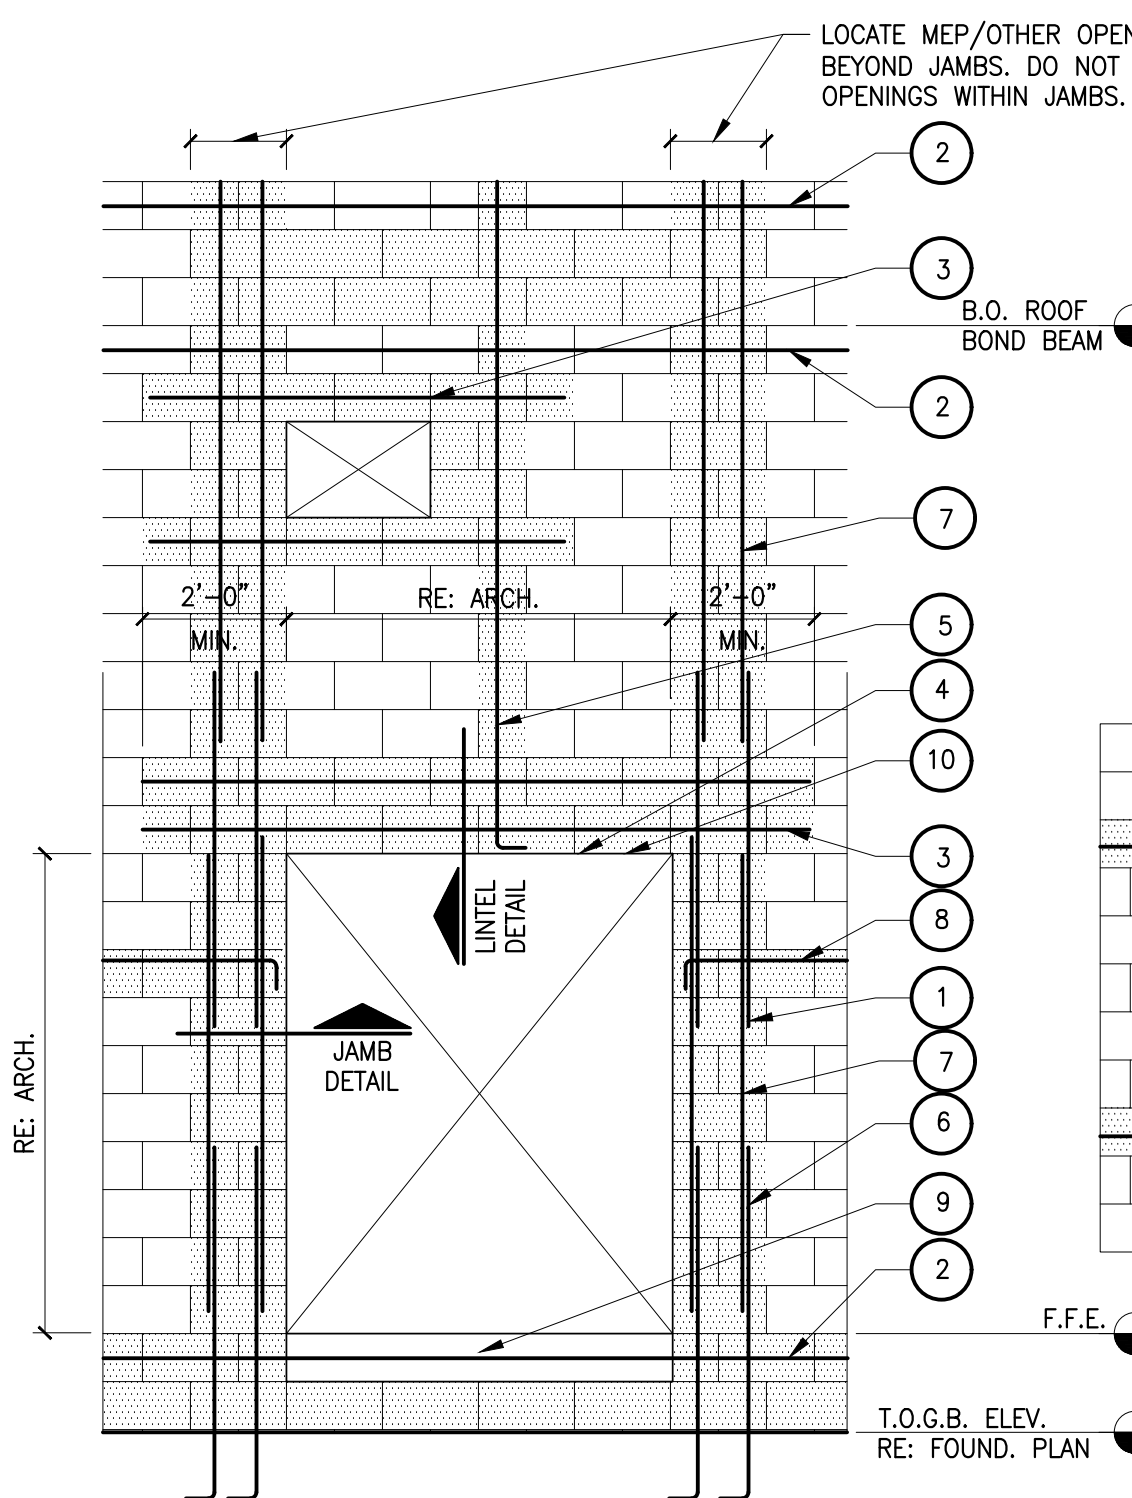 LOCATE MEP/OTHER OPEN
BEYOND JAMBS. DO NOT
OPENINGS WITHIN JAMBS.
2
3
B.O. ROOF
BOND BEAM
2
7
2'-0"
MIN.
RE: ARCH.
2'-0"
MIN.
5
4
10
3
8
LINTEL
DETAIL
1
JAMB
DETAIL
7
RE: ARCH.
6
9
2
F.F.E.
T.O.G.B. ELEV.
RE: FOUND. PLAN